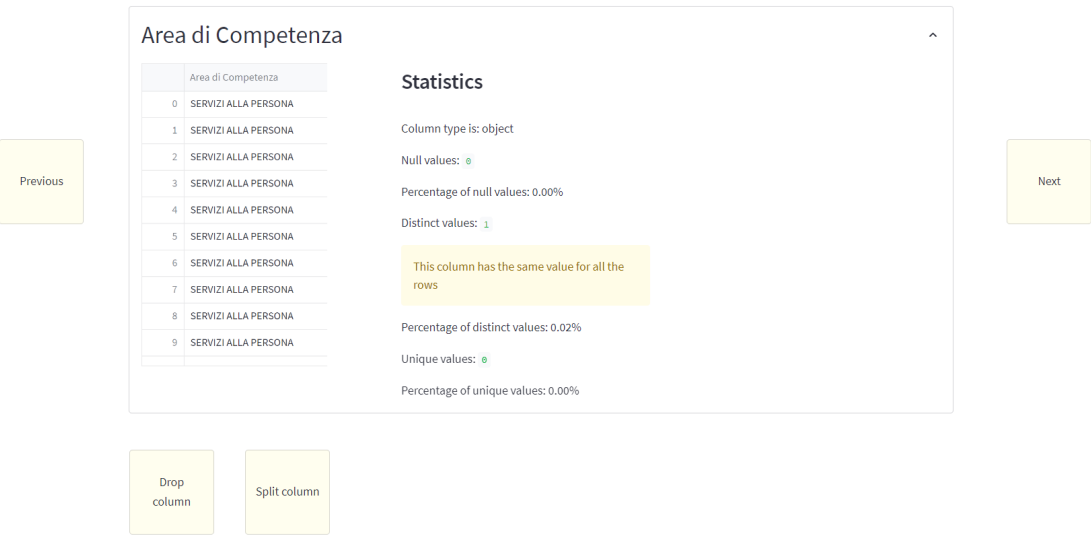 Area di Competenza
Area di Competenza
0 SERVIZI ALLA PERSONA
1 SERVIZI ALLA PERSONA
2 SERVIZI ALLA PERSONA
3 SERVIZI ALLA PERSONA
4 SERVIZI ALLA PERSONA
5 SERVIZI ALLA PERSONA
6 SERVIZI ALLA PERSONA
7 SERVIZI ALLA PERSONA
8 SERVIZI ALLA PERSONA
9 SERVIZI ALLA PERSONA
Statistics
Column type is: object
Null values: 0
Percentage of null values: 0.00%
Distinct values: 1
This column has the same value for all the
rows
Percentage of distinct values: 0.02%
Unique values: 0
Percentage of unique values: 0.00%
Previous
Next
Drop
column
Split column